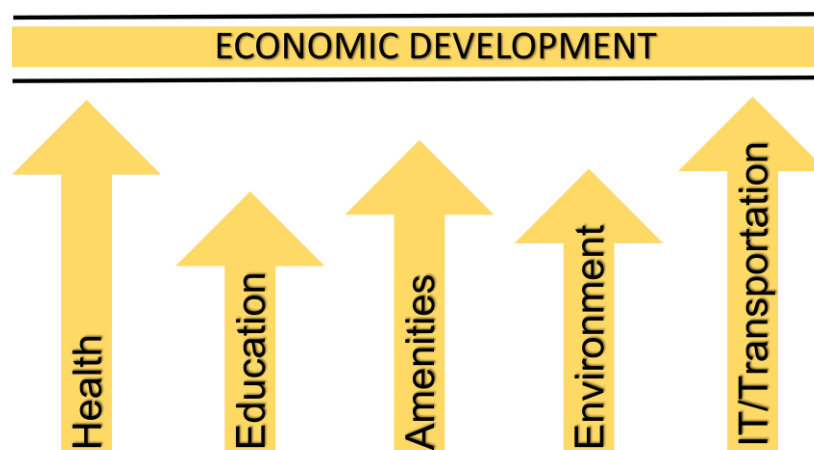 ECONOMIC DEVELOPMENT
Health
Education
Amenities
Environment
IT/Transportation